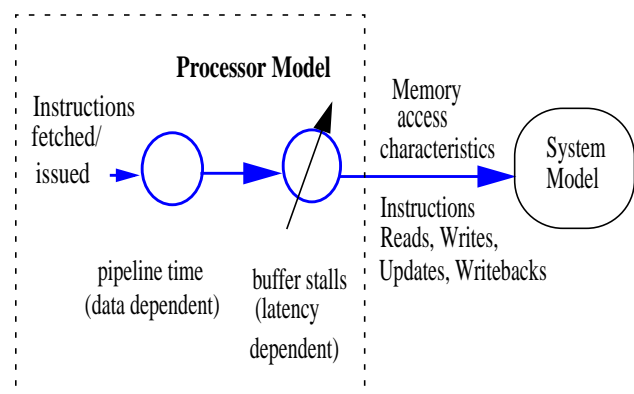 Processor Model
Instructions
fetched/
issued
pipeline time
(data dependent)
buffer stalls
(latency
dependent)
Memory
access
characteristics
Instructions
Reads, Writes,
Updates, Writebacks
System
Model